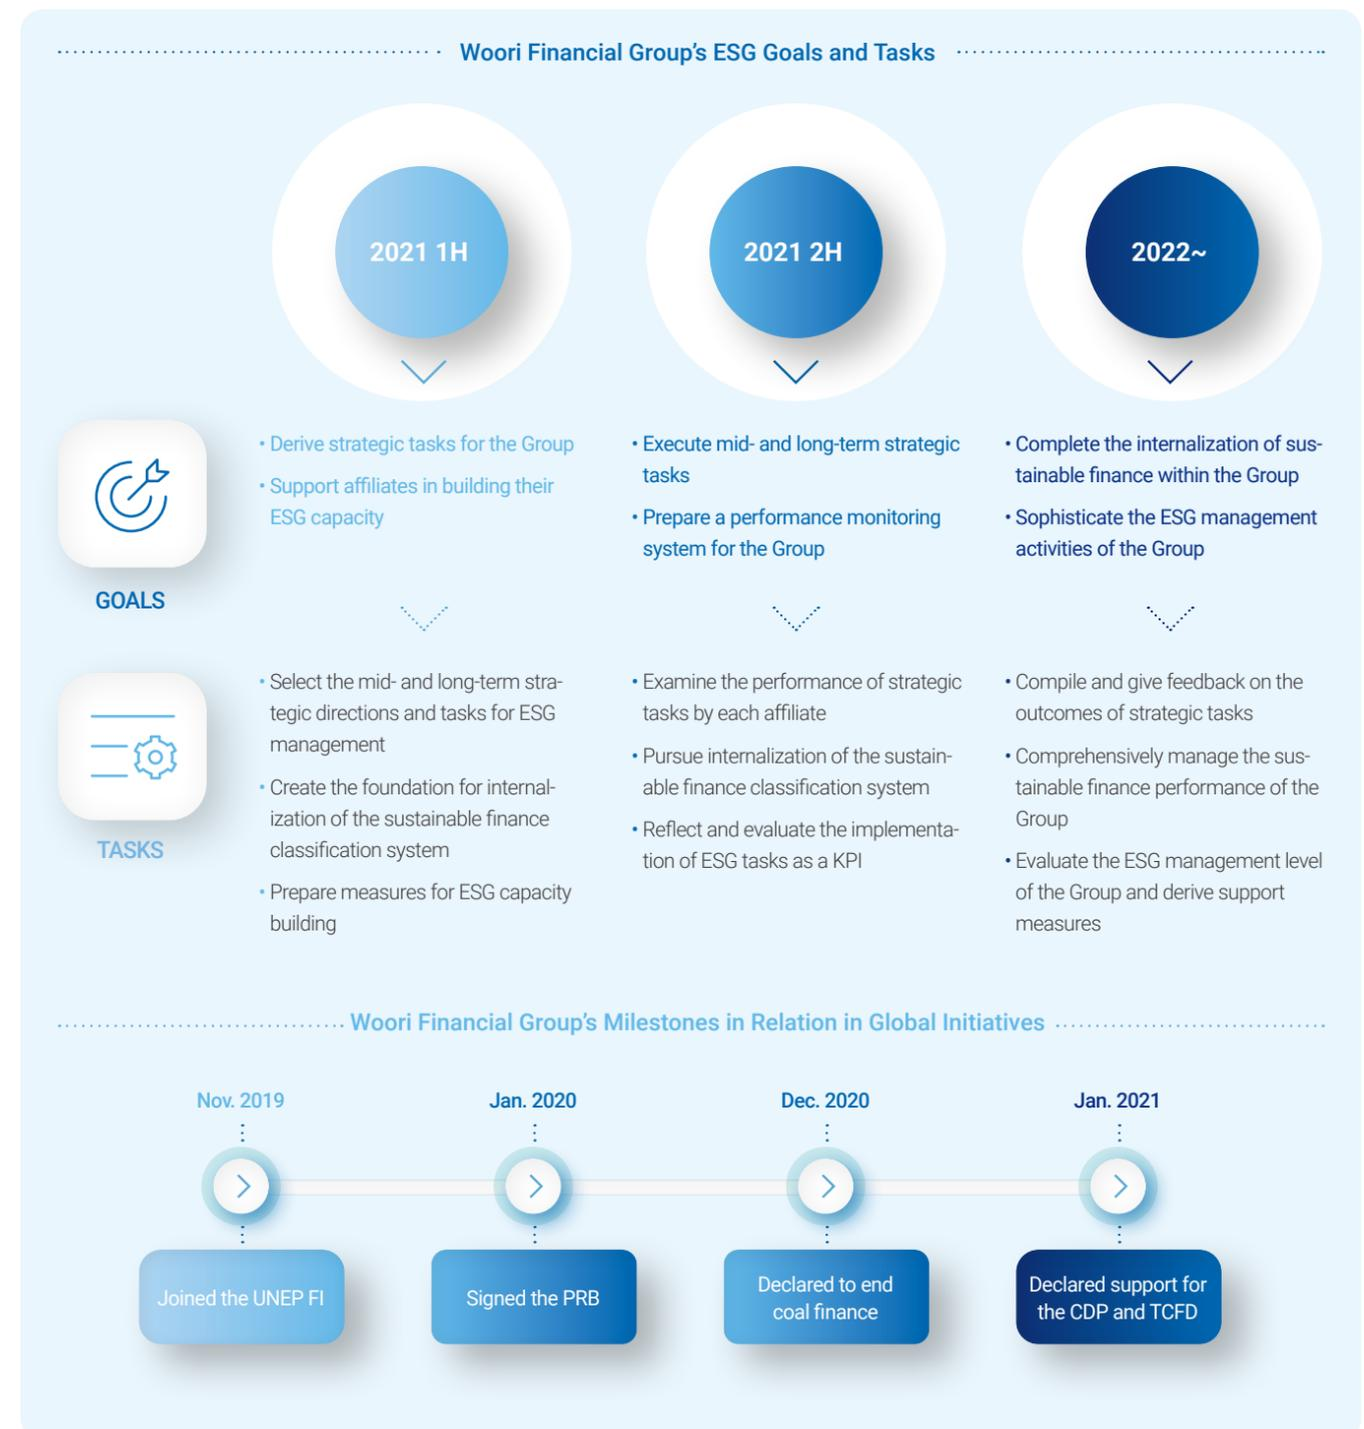 Woori Financial Group's ESG Goals and Tasks
2021 1H
2021 2H
2022~
GOALS
• Derive strategic tasks for the Group
• Support affiliates in building their
ESG capacity
• Execute mid- and long-term strategic
tasks
• Prepare a performance monitoring
system for the Group
• Complete the internalization of sus-
tainable finance within the Group
• Sophisticate the ESG management
activities of the Group
TASKS
• Select the mid- and long-term stra-
tegic directions and tasks for ESG
management
• Create the foundation for internal-
ization of the sustainable finance
classification system
• Prepare measures for ESG capacity
building
• Examine the performance of strategic
tasks by each affiliate
• Pursue internalization of the sustain-
able finance classification system
• Reflect and evaluate the implementa-
tion of ESG tasks as a KPI
• Compile and give feedback on the
outcomes of strategic tasks
• Comprehensively manage the sus-
tainable finance performance of the
Group
• Evaluate the ESG management level
of the Group and derive support
measures
Woori Financial Group's Milestones in Relation in Global Initiatives
Nov. 2019
Joined the UNEP FI
Jan. 2020
Signed the PRB
Dec. 2020
Declared to end
coal finance
Jan. 2021
Declared support for
the CDP and TCFD